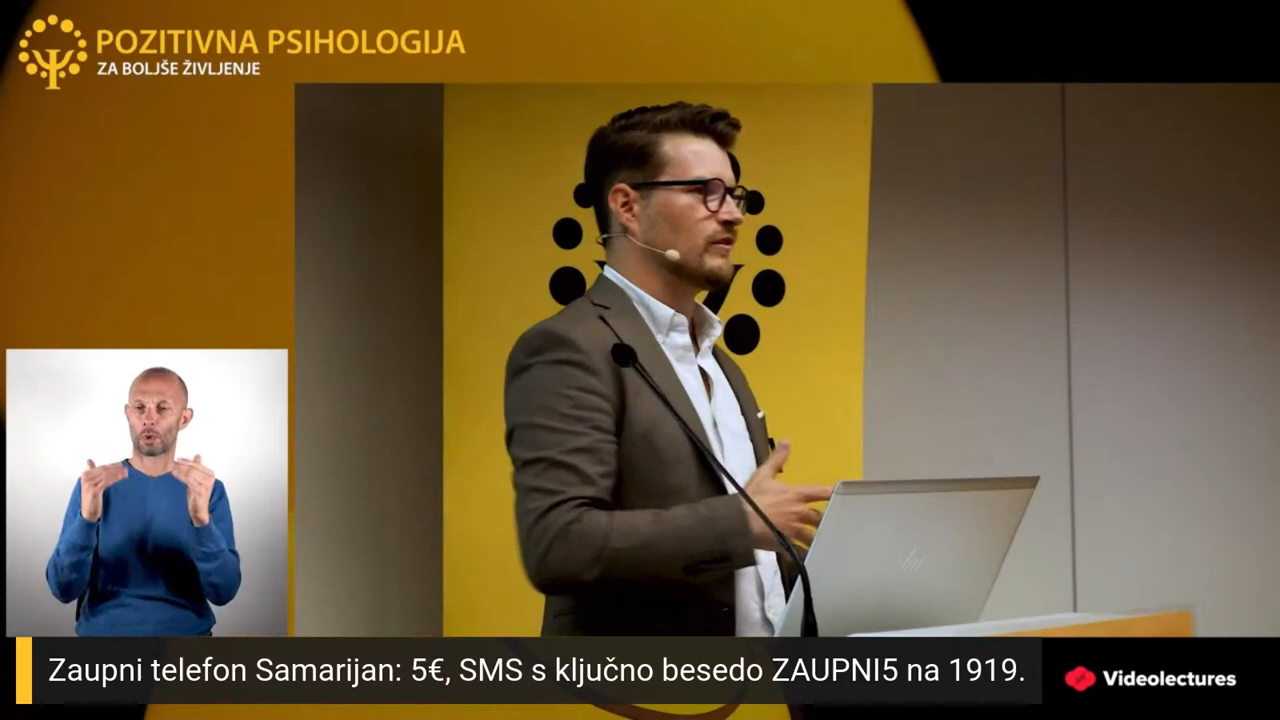 POZITIVNA PSIHOLOGIJA
ZA BOLJŠE ŽIVLJENJE
Zaupni telefon Samarijan: 5€, SMS s ključno besedo ZAUPNI5 na 1919.
Videolectures